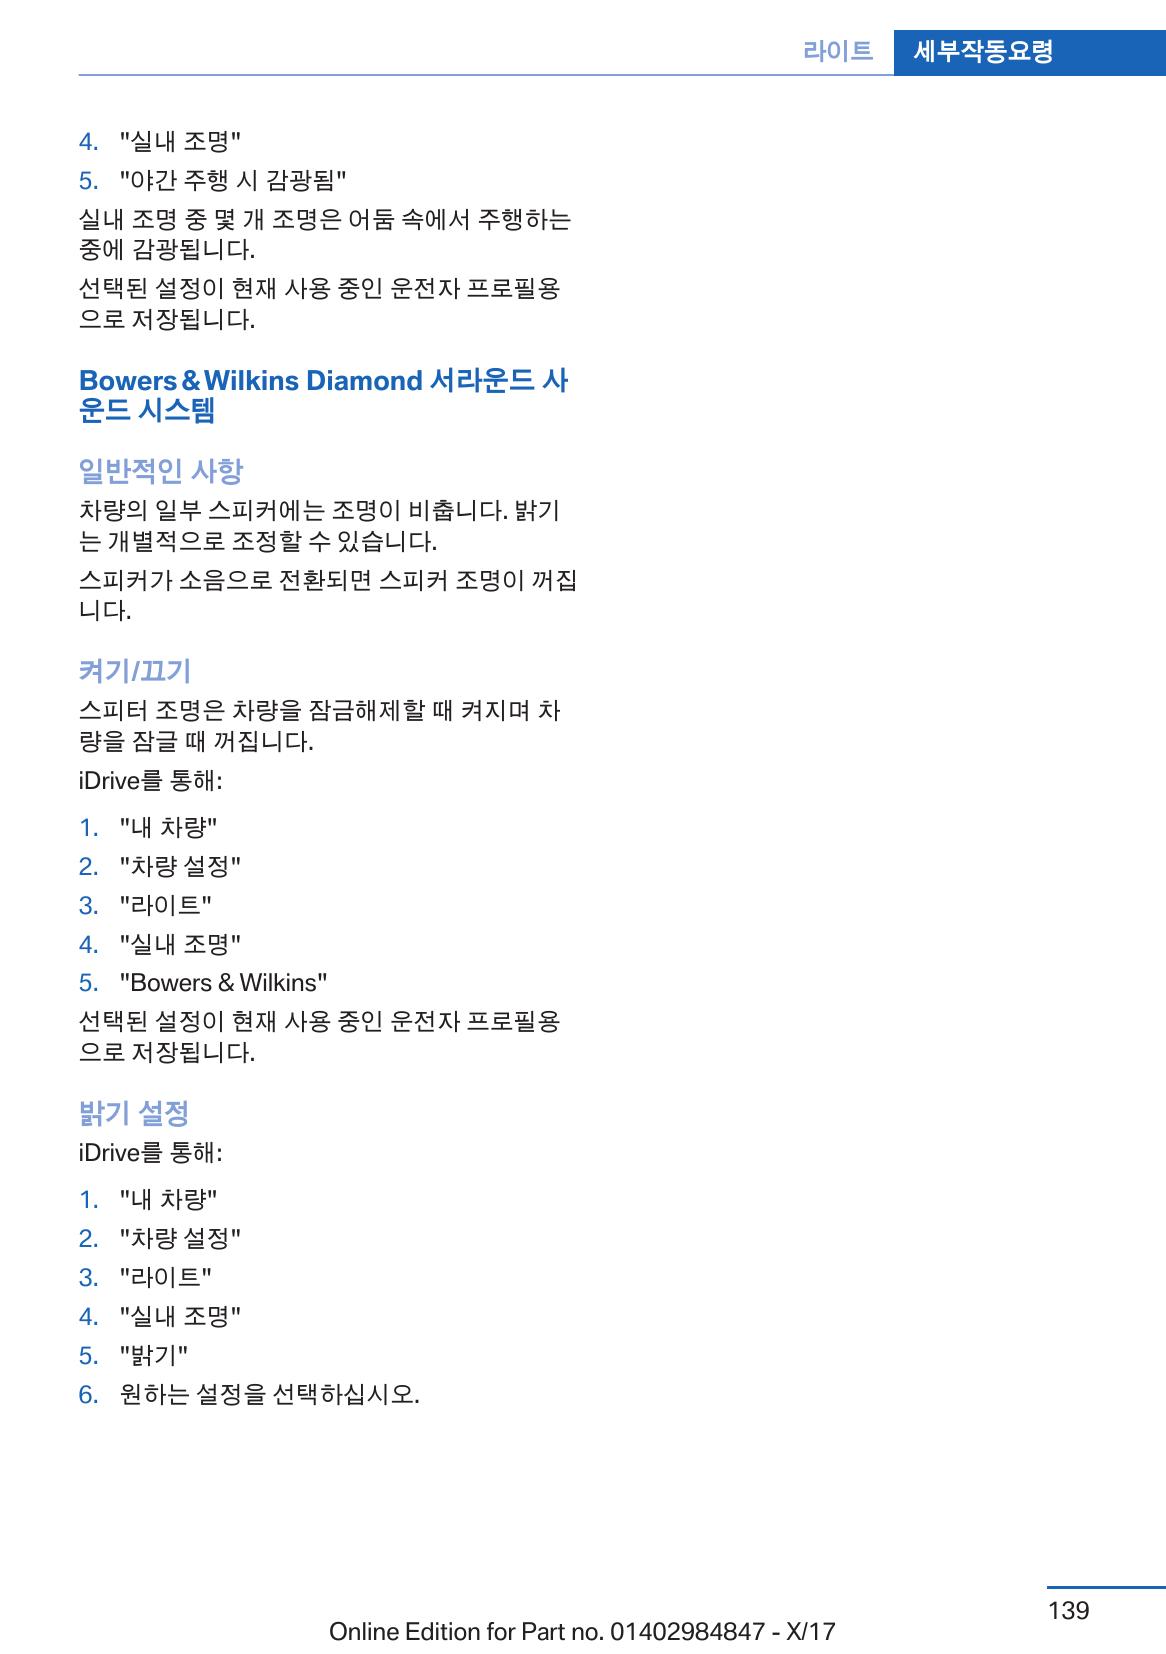 라이트 세부작동요령
4. "실내 조명"
5. "야간 주행 시 감광됨"
실내 조명 중 몇 개 조명은 어둠 속에서 주행하는
중에 감광됩니다.
선택된 설정이 현재 사용 중인 운전자 프로필용
으로 저장됩니다.
Bowers & Wilkins Diamond 서라운드 사
운드 시스템
일반적인 사항
차량의 일부 스피커에는 조명이 비춥니다. 밝기
는 개별적으로 조정할 수 있습니다.
스피커가 소음으로 전환되면 스피커 조명이 꺼집
니다.
켜기/끄기
스피터 조명은 차량을 잠금해제할 때 켜지며 차
량을 잠글 때 꺼집니다.
iDrive를 통해:
1. "내 차량"
2. "차량 설정"
3. "라이트"
4. "실내 조명"
5. "Bowers & Wilkins"
선택된 설정이 현재 사용 중인 운전자 프로필용
으로 저장됩니다.
밝기 설정
iDrive를 통해:
1. "내 차량"
2. "차량 설정"
3. "라이트"
4. "실내 조명"
5. "밝기"
6. 원하는 설정을 선택하십시오.
139
Online Edition for Part no. 01402984847 - X/17